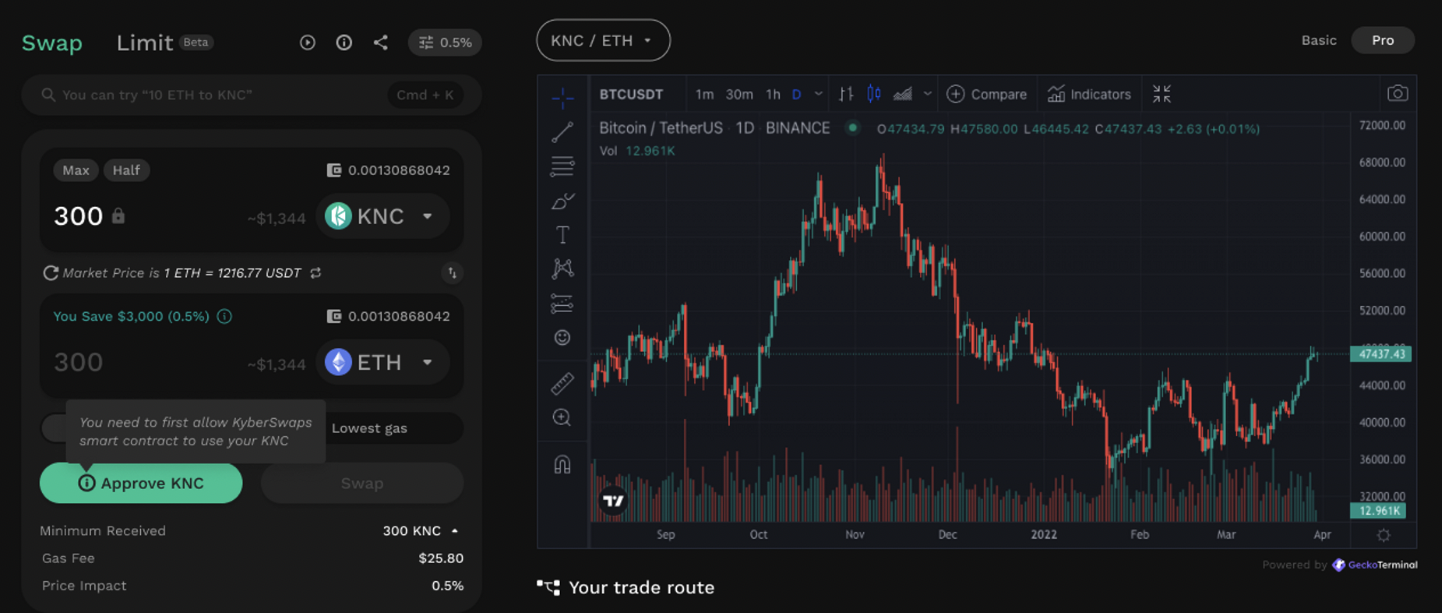 Swap Limit Beta 0.5%
You can try “10 ETH to KNC” Cmd + K
Max Half 0.00130868042
300 ~$1,344 KNC
Market Price is 1 ETH = 1216.77 USDT
You Save $3,000 (0.5%) 0.00130868042
300 ~$1,344 ETH
You need to first allow KyberSwaps
smart contract to use your KNC
Lowest gas
Approve KNC Swap
Minimum Received 300 KNC
Gas Fee $25.80
Price Impact 0.5%
KNC / ETH Basic Pro
BTCUSDT 1m 30m 1h D Compare Indicators
Bitcoin / TetherUS 1D BINANCE O47434.79 H47580.00 L46445.42 C47437.43 +2.63 (+0.01%)
Vol 12.961K
72000.00
68000.00
64000.00
60000.00
56000.00
52000.00
47437.43
44000.00
40000.00
36000.00
32000.00
12.961K
Sep Oct Nov Dec 2022 Feb Mar Apr
Powered by GeckoTerminal
Your trade route